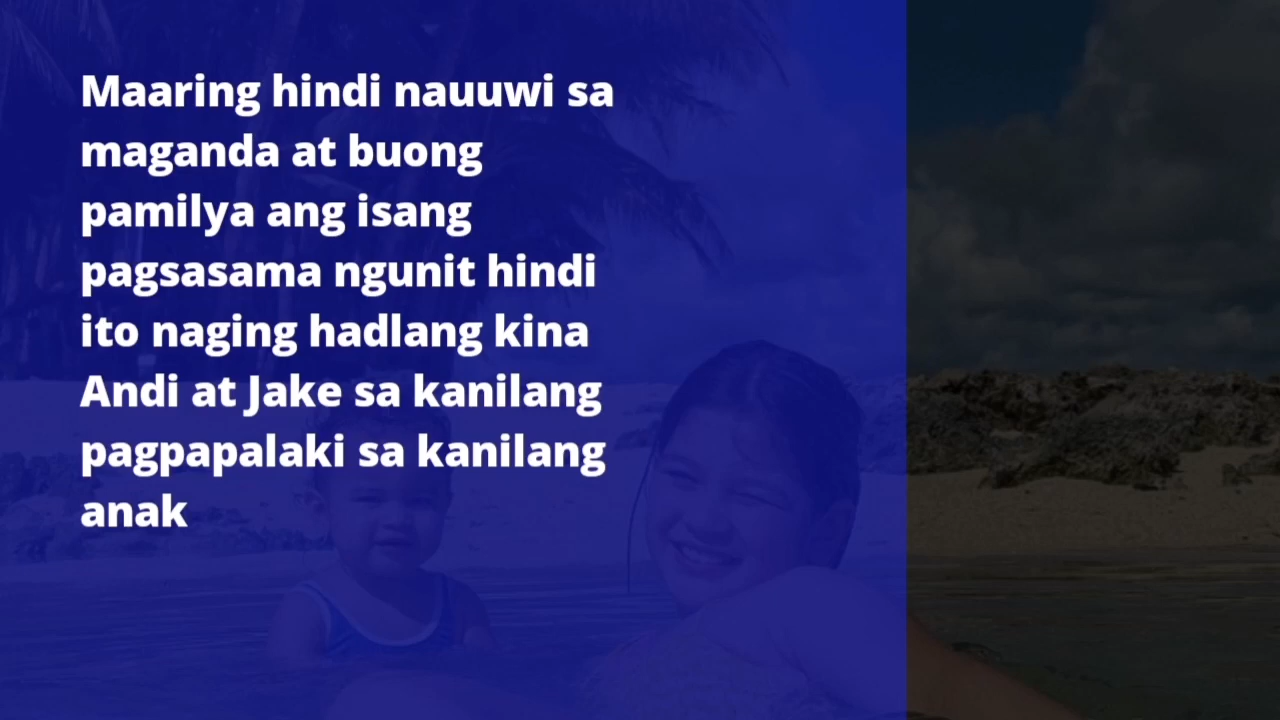 Maaring hindi nauuwi sa
maganda at buong
pamilya ang isang
pagsasama ngunit hindi
ito naging hadlang kina
Andi at Jake sa kanilang
pagpapalaki sa kanilang
anak